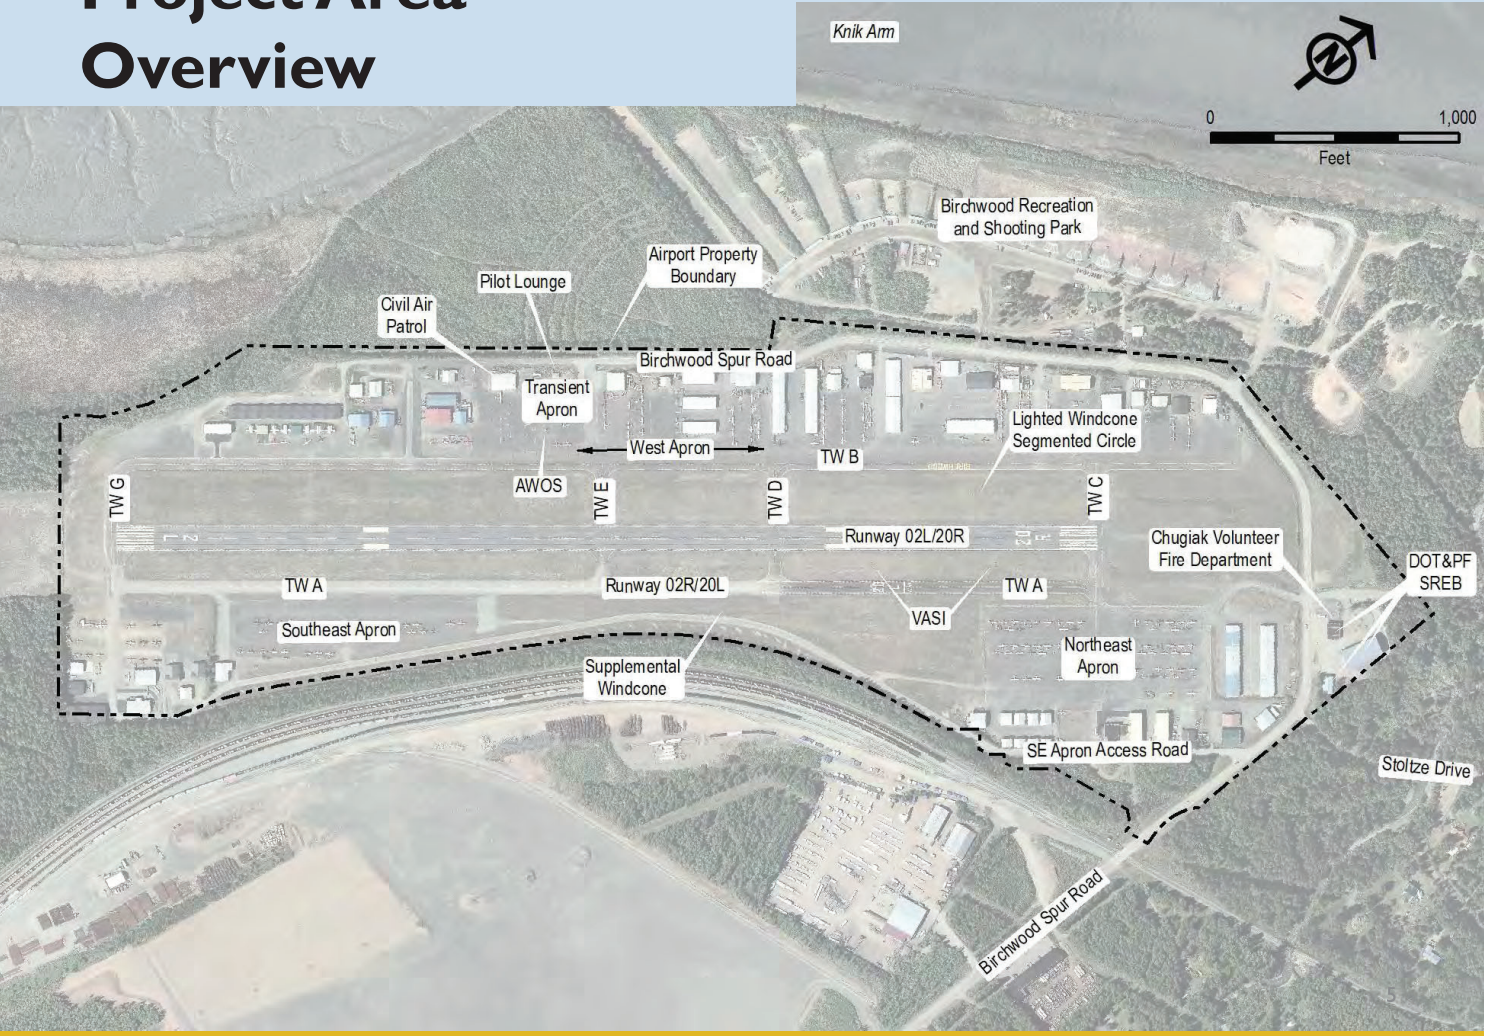 Project Area
Overview
Knik Arm
N
0 1,000
Feet
Birchwood Recreation
and Shooting Park
Airport Property
Boundary
Pilot Lounge
Civil Air
Patrol
Birchwood Spur Road
Transient
Apron
Lighted Windcone
Segmented Circle
West Apron
TW B
AWOS
TW G
TW E
TW D
TW C
2
L
Runway 02L/20R
20
R
Chugiak Volunteer
Fire Department
DOT&PF
SREB
TW A
Runway 02R/20L
TW A
VASI
Southeast Apron
Northeast
Apron
Supplemental
Windcone
SE Apron Access Road
Stoltze Drive
Birchwood Spur Road
5